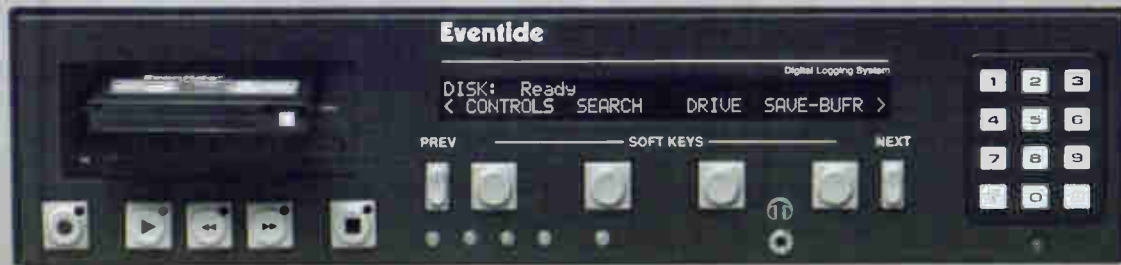 Eventide
Digital Logging System
DISK: Ready
< CONTROLS SEARCH DRIVE SAVE-BUFR >
PREV SOFT KEYS NEXT
1 2 3
4 5 6
7 8 9
0